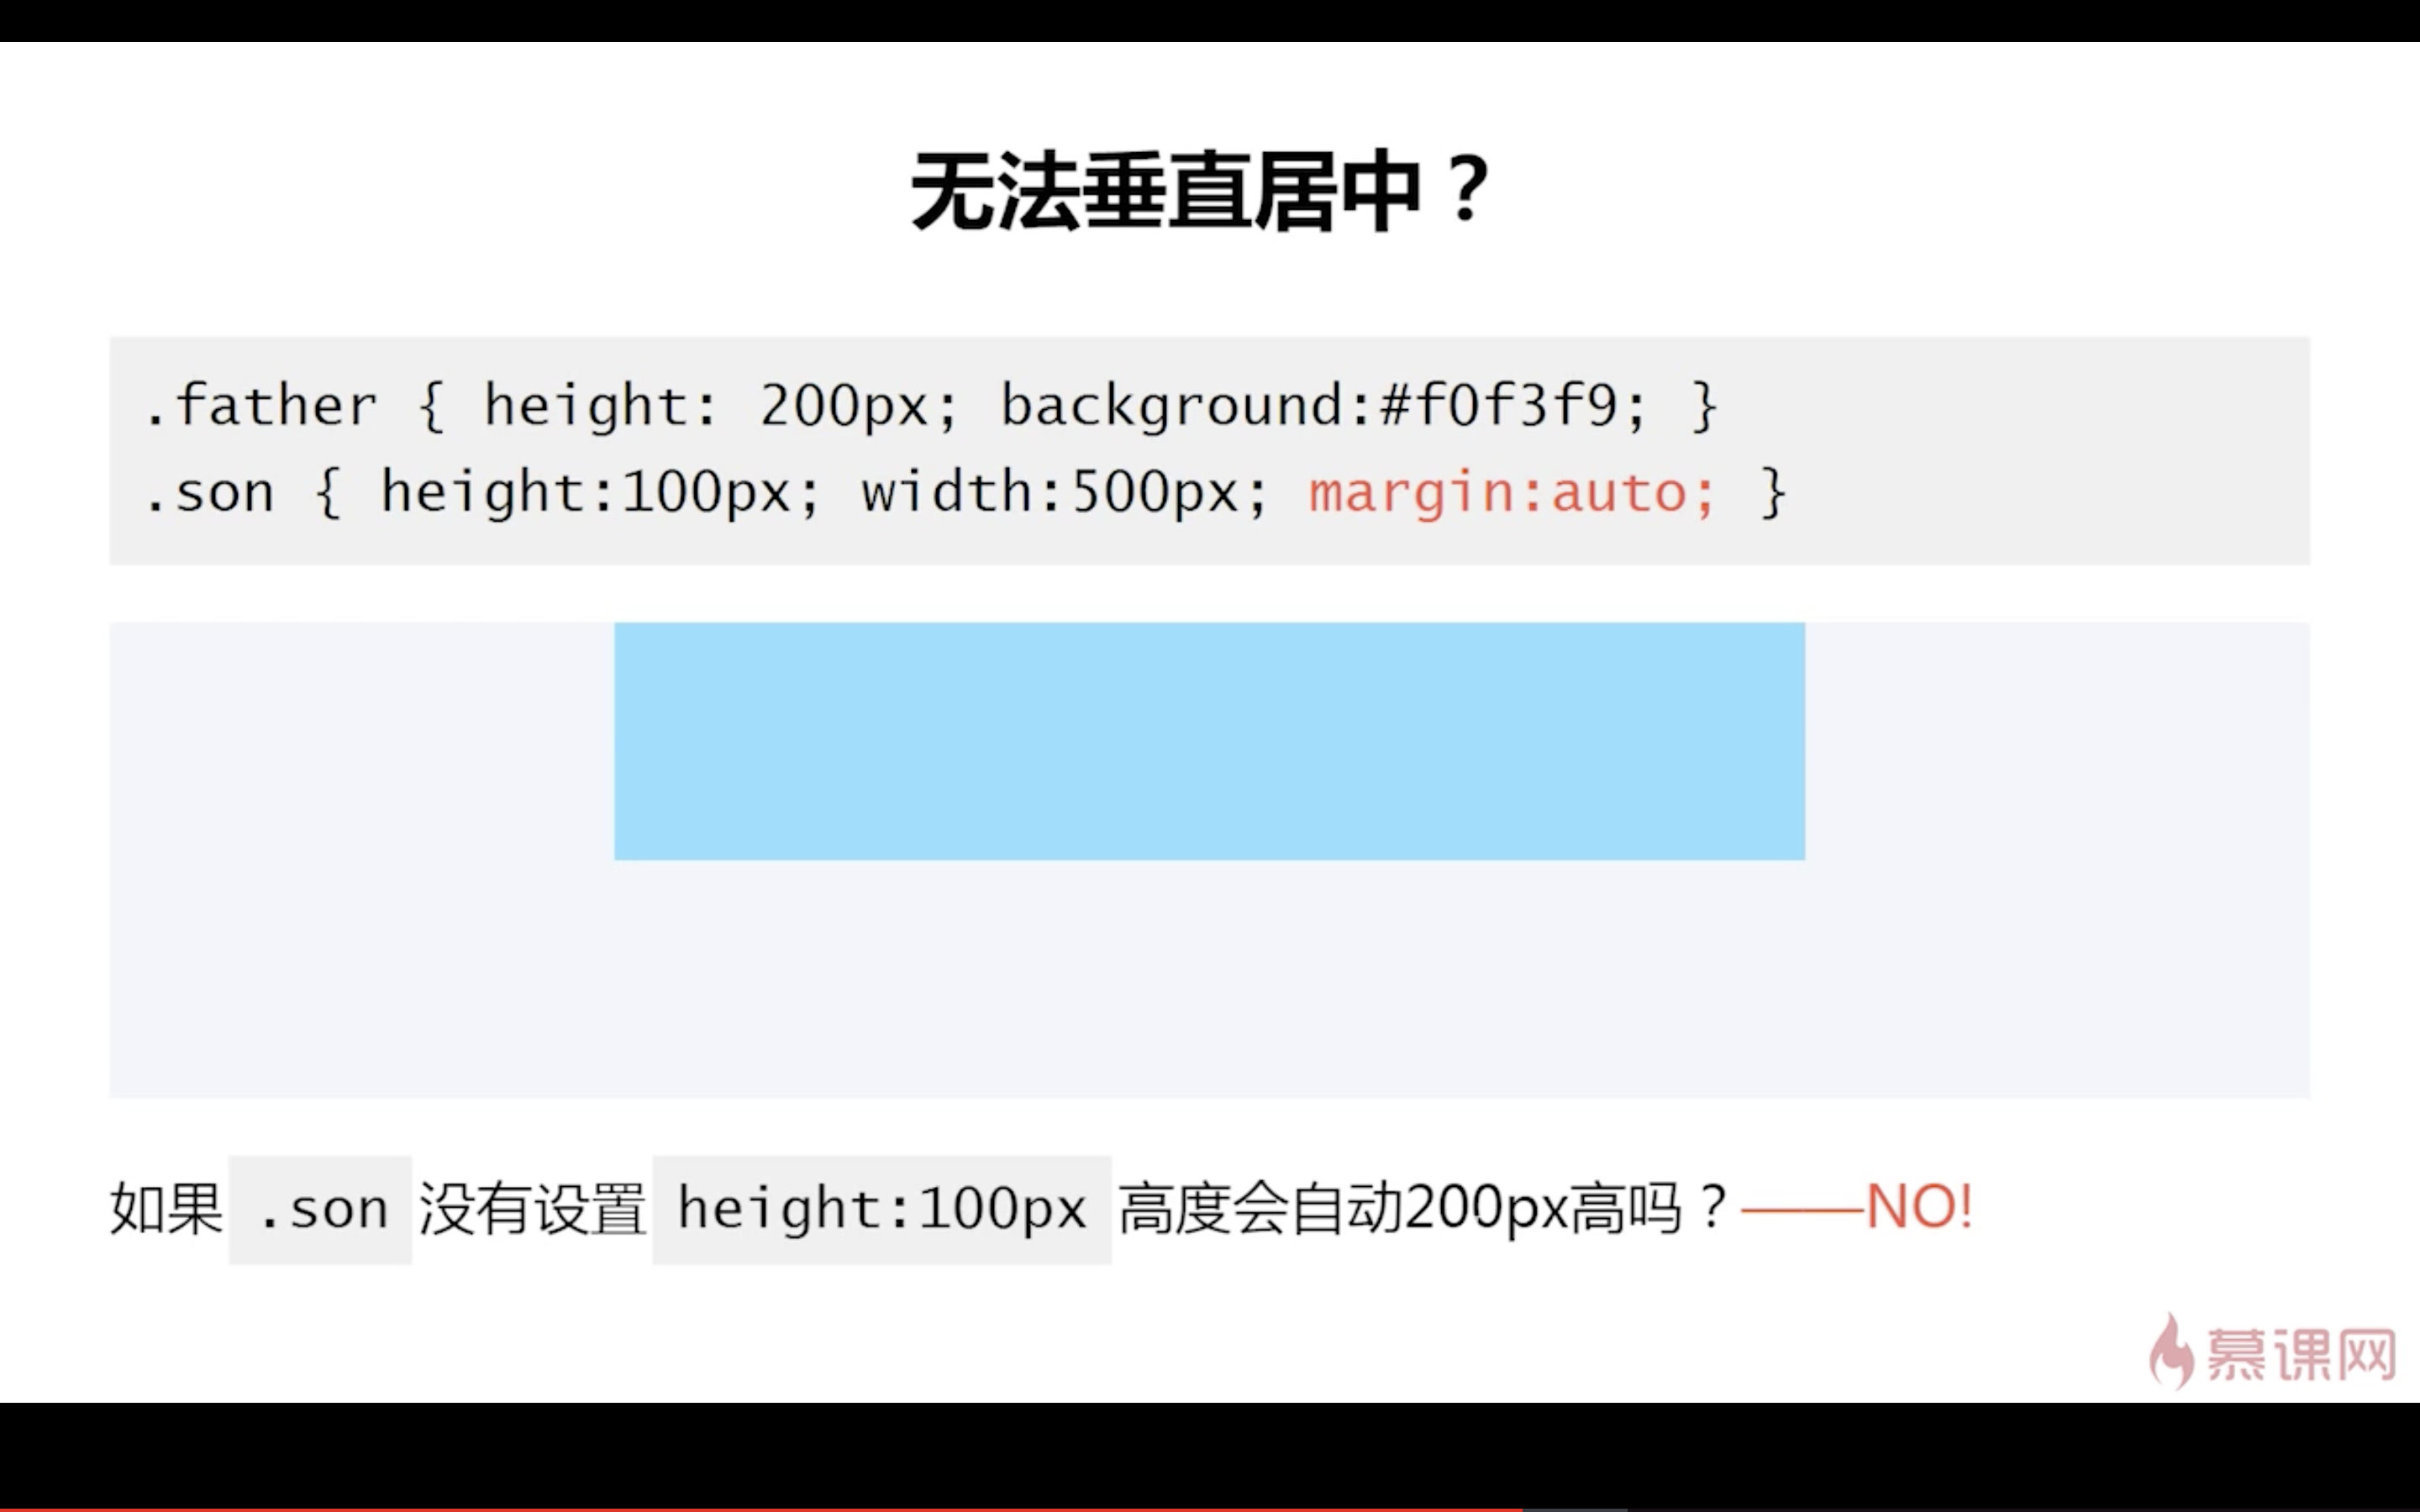 无法垂直居中？
.father { height: 200px; background:#f0f3f9; }
.son { height:100px; width:500px; margin:auto; }
如果 .son 没有设置 height:100px 高度会自动200px高吗？——NO!
慕课网